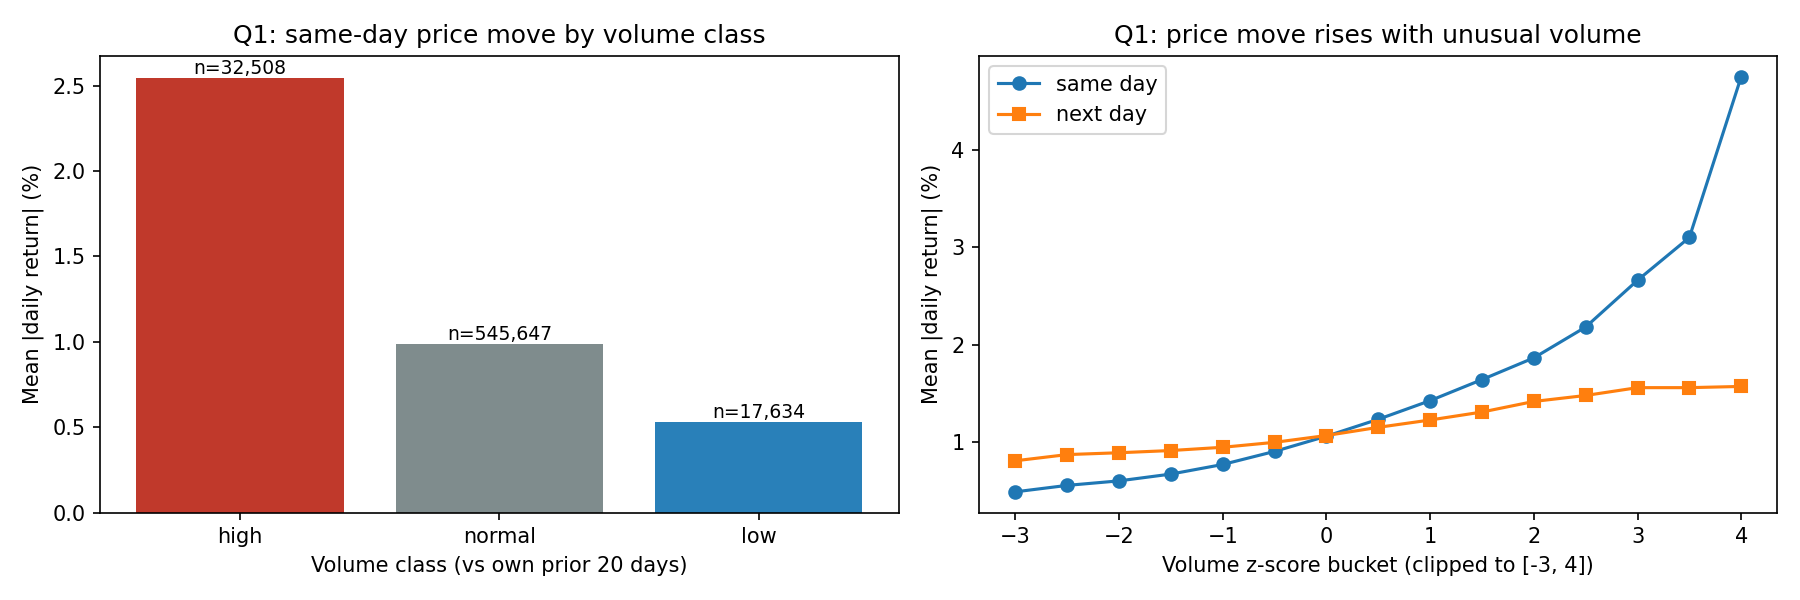 Q1: same-day price move by volume class
Mean |daily return| (%)
2.5
2.0
1.5
1.0
0.5
0.0
n=32,508
n=545,647
n=17,634
high
normal
low
Volume class (vs own prior 20 days)
Q1: price move rises with unusual volume
same day
next day
Mean |daily return| (%)
4
3
2
1
−3
−2
−1
0
1
2
3
4
Volume z-score bucket (clipped to [-3, 4])